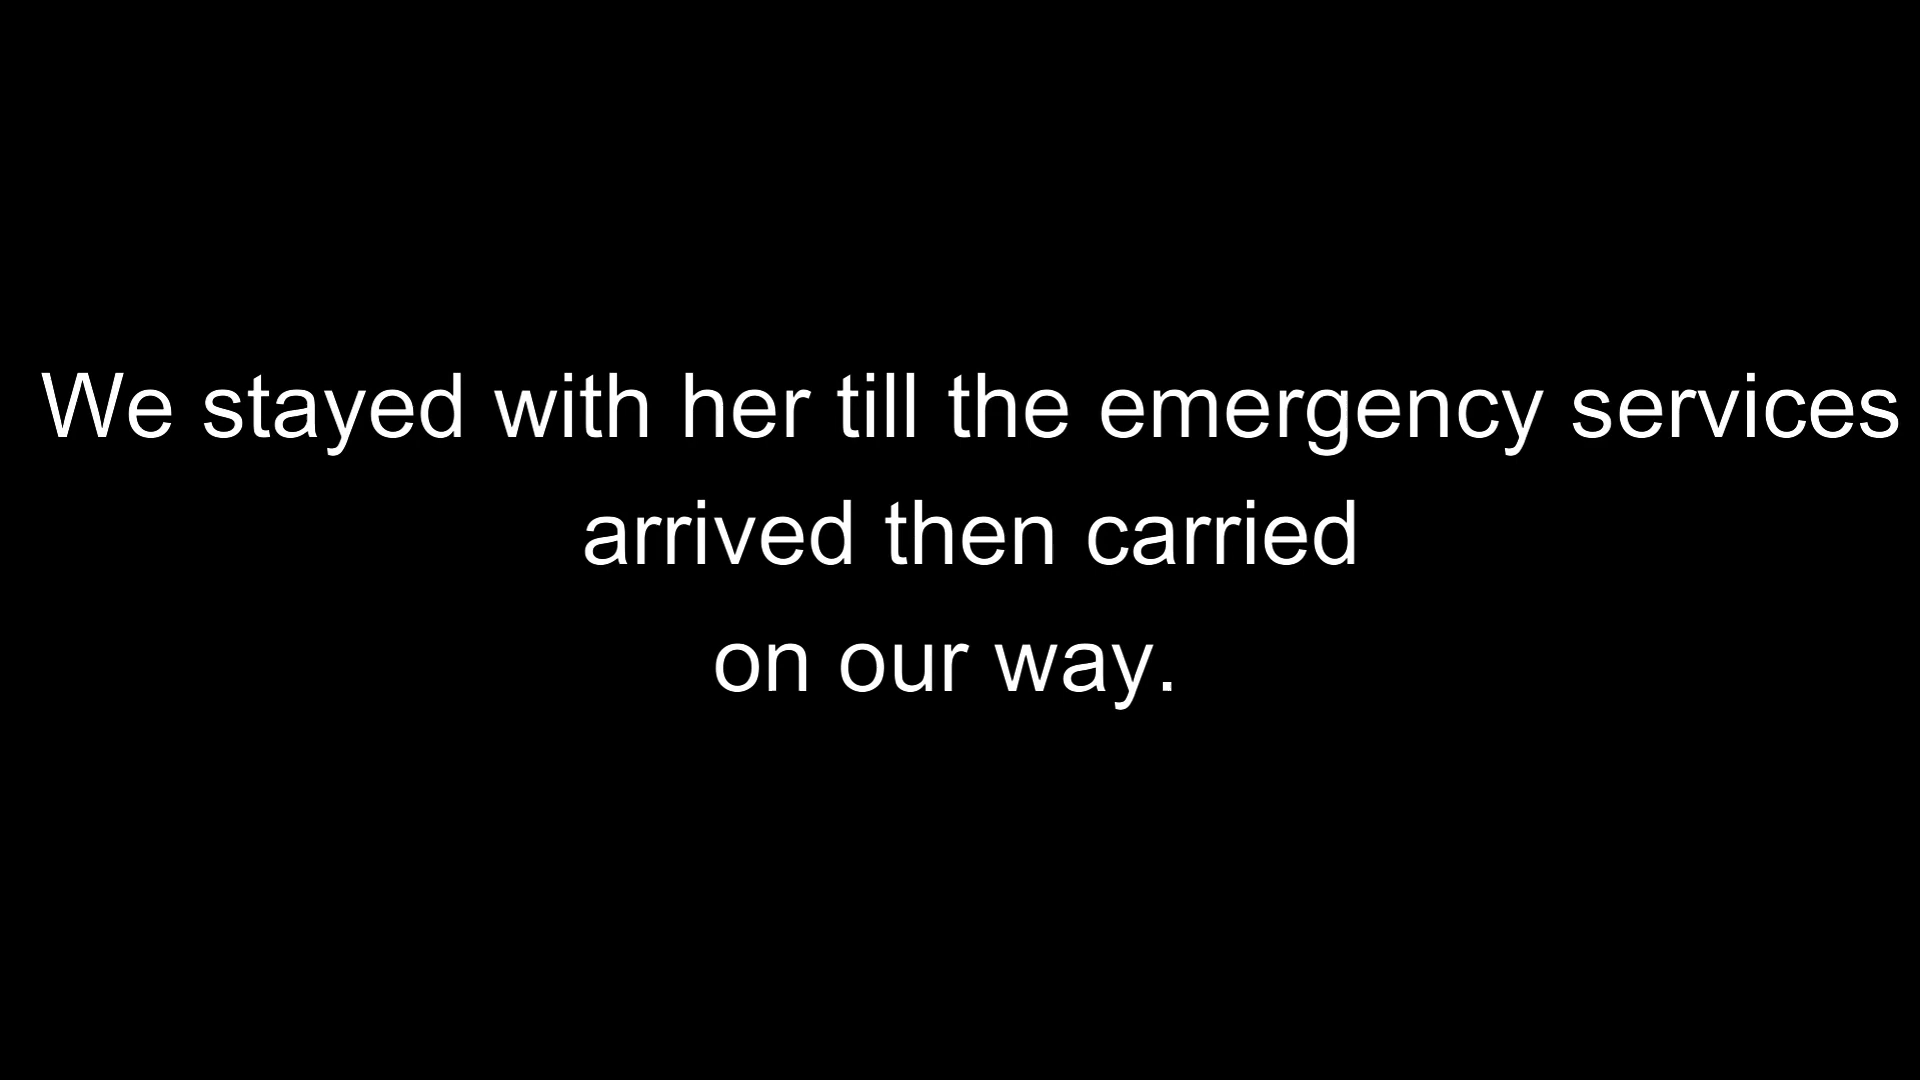 We stayed with her till the emergency services
arrived then carried
on our way.